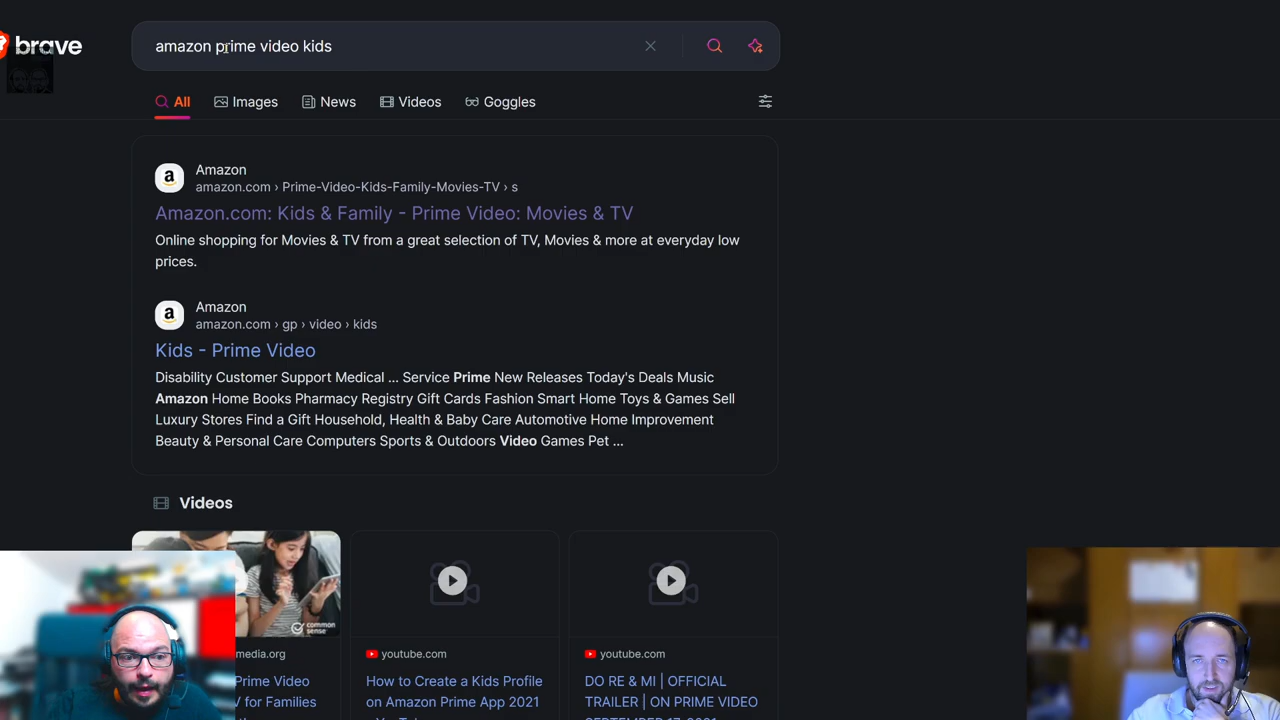 brave
amazon prime video kids
All
Images
News
Videos
Goggles
Amazon
amazon.com › Prime-Video-Kids-Family-Movies-TV › s
Amazon.com: Kids & Family - Prime Video: Movies & TV
Online shopping for Movies & TV from a great selection of TV, Movies & more at everyday low
prices.
Amazon
amazon.com › gp › video › kids
Kids - Prime Video
Disability Customer Support Medical ... Service Prime New Releases Today's Deals Music
Amazon Home Books Pharmacy Registry Gift Cards Fashion Smart Home Toys & Games Sell
Luxury Stores Find a Gift Household, Health & Baby Care Automotive Home Improvement
Beauty & Personal Care Computers Sports & Outdoors Video Games Pet ...
Videos
common
sense
media.org
Prime Video
V for Families
youtube.com
How to Create a Kids Profile
on Amazon Prime App 2021
youtube.com
DO RE & MI | OFFICIAL
TRAILER | ON PRIME VIDEO
SEPTEMBER 17, 2021